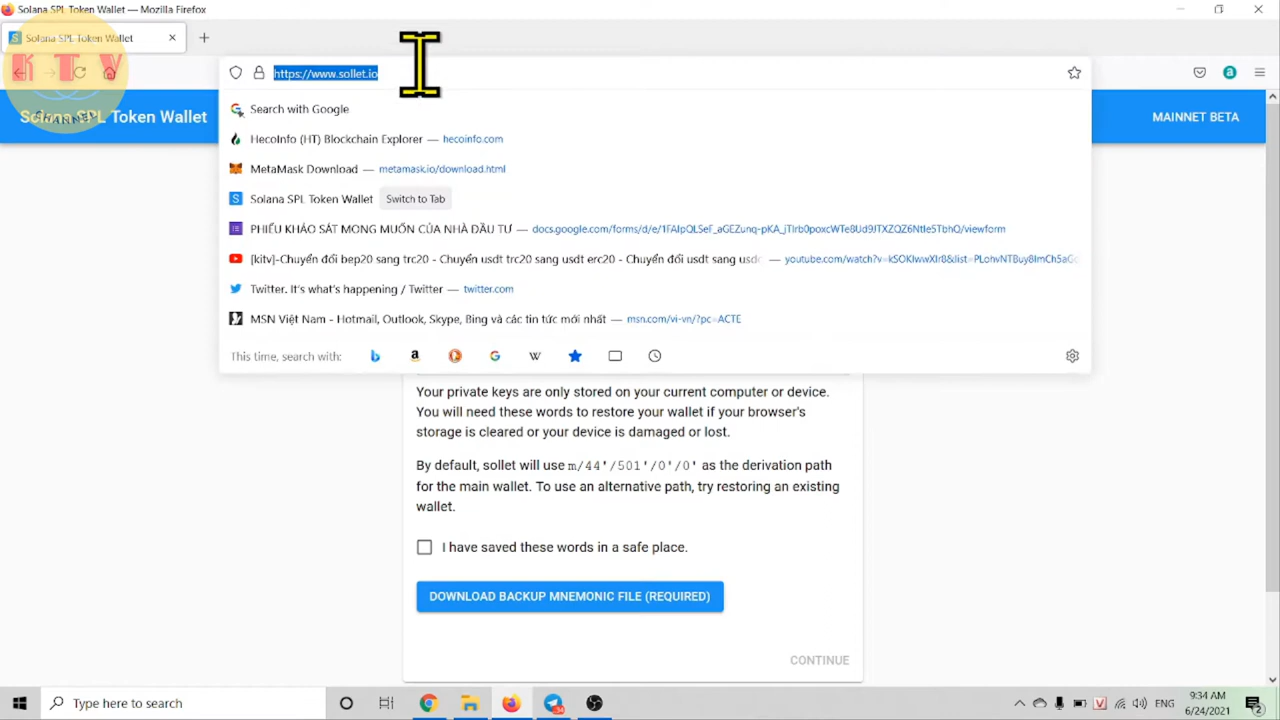 Solana SPL Token Wallet — Mozilla Firefox
Solana SPL Token Wallet
KTV
CHANNEL
https://www.sollet.io
Solana SPL Token Wallet
MAINNET BETA
Search with Google
HecoInfo (HT) Blockchain Explorer — hecoinfo.com
MetaMask Download — metamask.io/download.html
Solana SPL Token Wallet Switch to Tab
PHIẾU KHẢO SÁT MONG MUỐN CỦA NHÀ ĐẦU TƯ — docs.google.com/forms/d/e/1FAIpQLSeF_aGEZunq-pKA_jTIrb0poxcWTe8Ud9JTXZQZ6NtIe5TbhQ/viewform
[kitv]-Chuyển đổi bep20 sang trc20 - Chuyển usdt trc20 sang usdt erc20 - Chuyển đổi usdt sang usd youtube.com/watch?v=kSOKIwwXIr8&list=PLohvNTBuy8ImCh5aGc
Twitter. It's what's happening / Twitter — twitter.com
MSN Việt Nam - Hotmail, Outlook, Skype, Bing và các tin tức mới nhất — msn.com/vi-vn/?pc=ACTE
This time, search with:
Your private keys are only stored on your current computer or device.
You will need these words to restore your wallet if your browser's
storage is cleared or your device is damaged or lost.
By default, sollet will use m/44'/501'/0'/0' as the derivation path
for the main wallet. To use an alternative path, try restoring an existing
wallet.
I have saved these words in a safe place.
DOWNLOAD BACKUP MNEMONIC FILE (REQUIRED)
CONTINUE
Type here to search
ENG
9:34 AM
6/24/2021